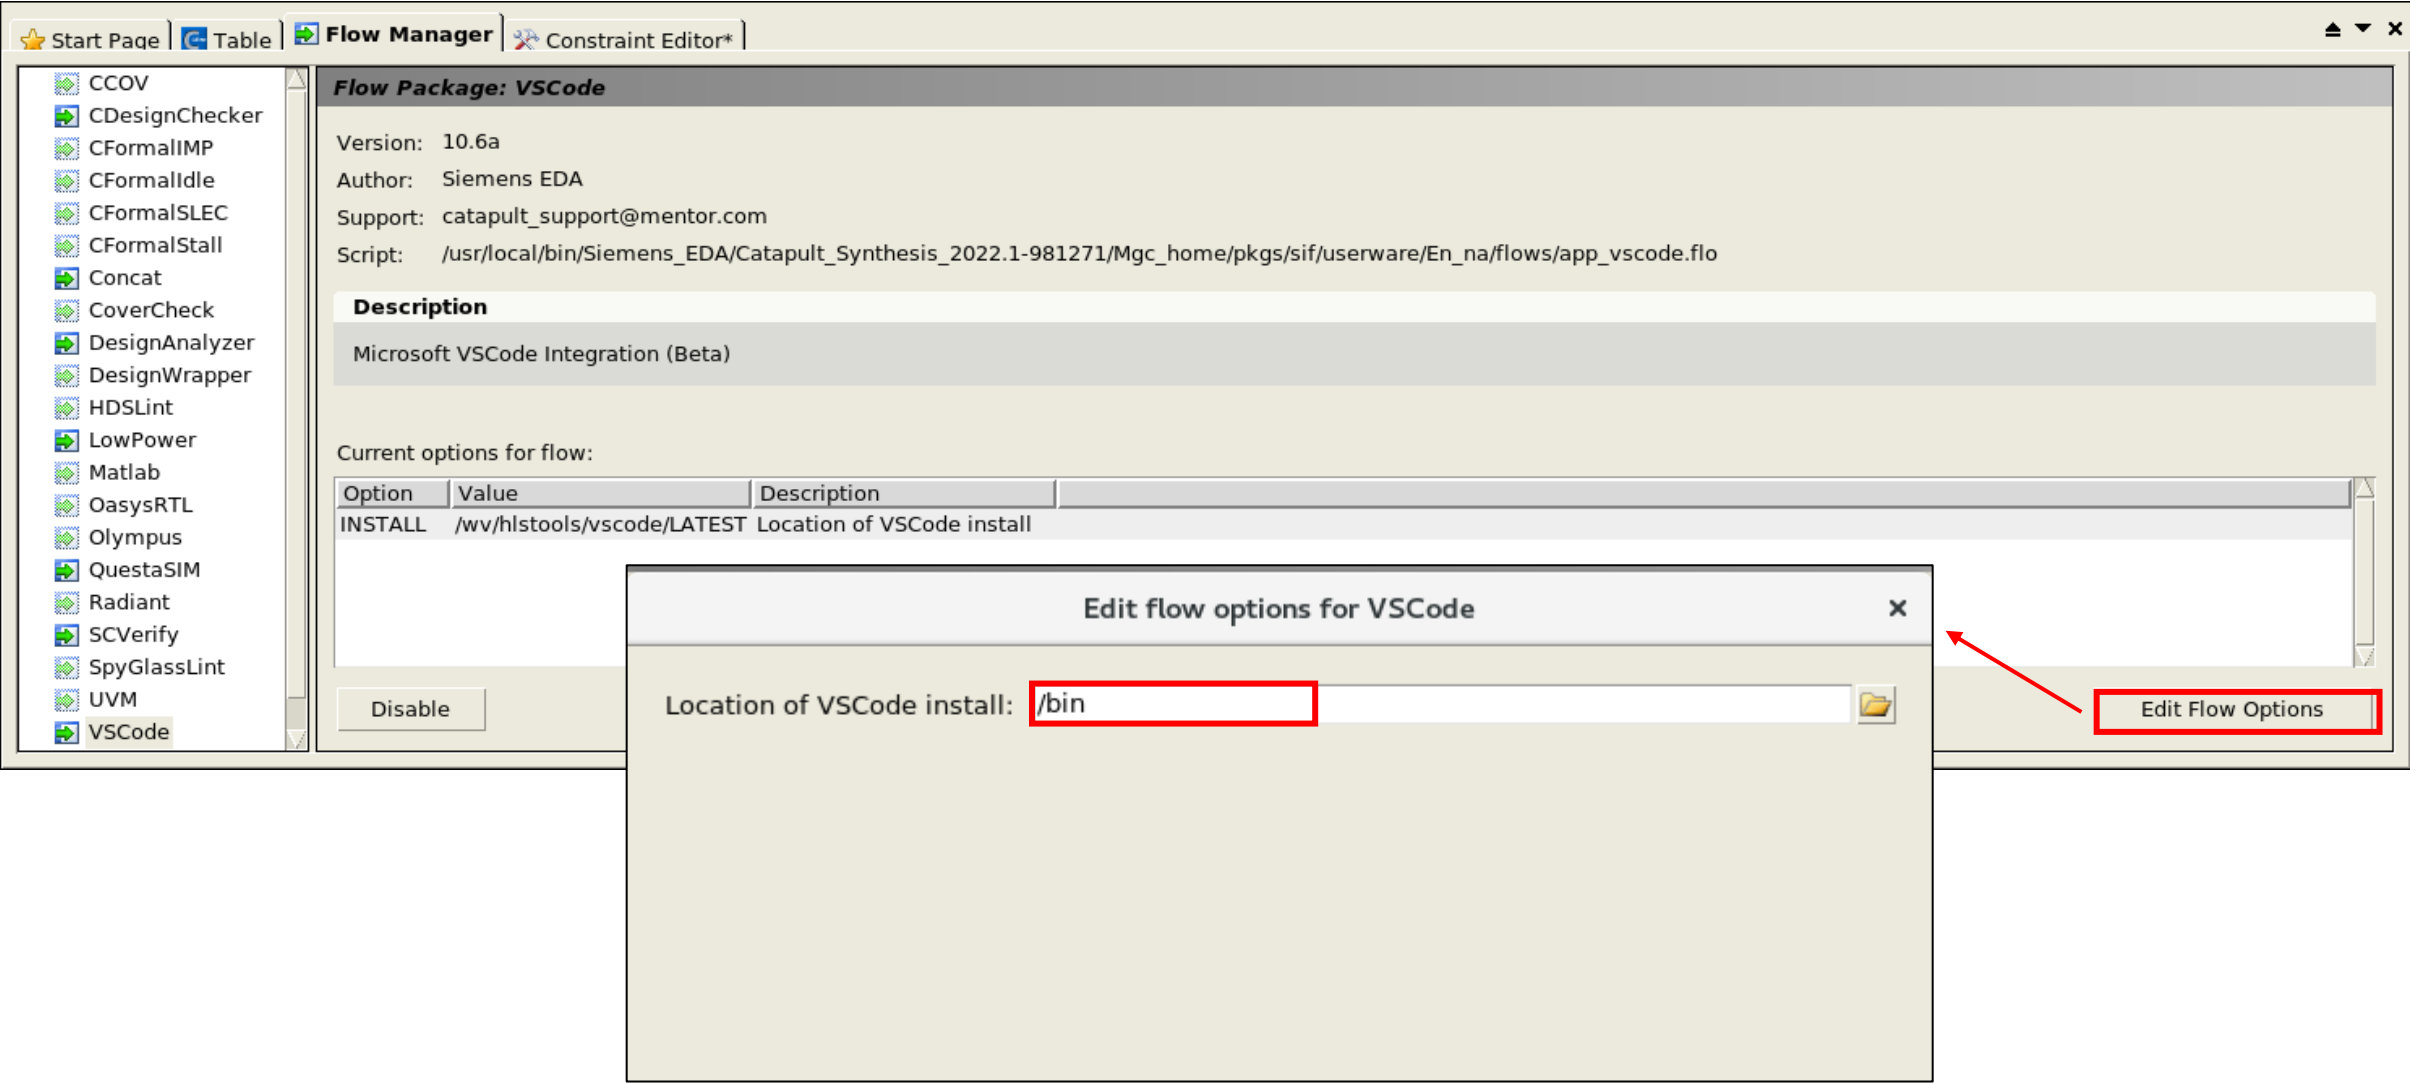 Start Page
Table
Flow Manager
Constraint Editor*
CCOV
CDesignChecker
CFormalIMP
CFormalIdle
CFormalSLEC
CFormalStall
Concat
CoverCheck
DesignAnalyzer
DesignWrapper
HDSLint
LowPower
Matlab
OasysRTL
Olympus
QuestaSIM
Radiant
SCVerify
SpyGlassLint
UVM
VSCode
Flow Package: VSCode
Version: 10.6a
Author: Siemens EDA
Support: catapult_support@mentor.com
Script: /usr/local/bin/Siemens_EDA/Catapult_Synthesis_2022.1-981271/Mgc_home/pkgs/sif/userware/En_na/flows/app_vscode.flo
Description
Microsoft VSCode Integration (Beta)
Current options for flow:
Option Value Description
INSTALL /wv/hlstools/vscode/LATEST Location of VSCode install
Disable
Edit Flow Options
Edit flow options for VSCode
Location of VSCode install: /bin